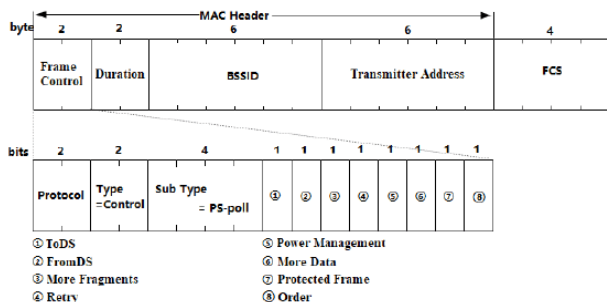 MAC Header
byte 2 2 6 6 4
Frame Control Duration BSSID Transmitter Address FCS
bits 2 2 4 1 1 1 1 1 1 1 1
Protocol Type =Control Sub Type = PS-poll ① ② ③ ④ ⑤ ⑥ ⑦ ⑧
① ToDS ⑤ Power Management
② FromDS ⑥ More Data
③ More Fragments ⑦ Protected Frame
④ Retry ⑧ Order